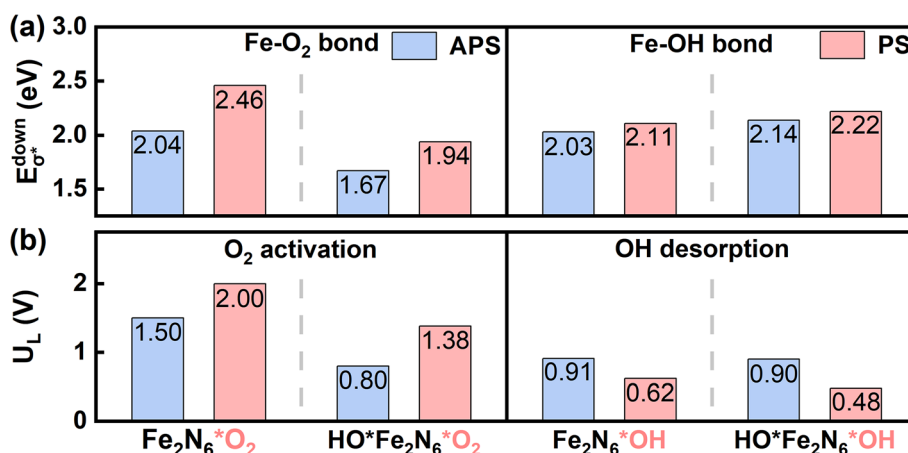 (a)
Fe-O₂ bond
APS
Fe-OH bond
PS
E_σ*^down (eV)
3.0
2.5
2.0
1.5
2.04
2.46
1.67
1.94
2.03
2.11
2.14
2.22
(b)
O₂ activation
OH desorption
U_L (V)
2
1
0
1.50
2.00
0.80
1.38
0.91
0.62
0.90
0.48
Fe₂N₆*O₂
HO*Fe₂N₆*O₂
Fe₂N₆*OH
HO*Fe₂N₆*OH